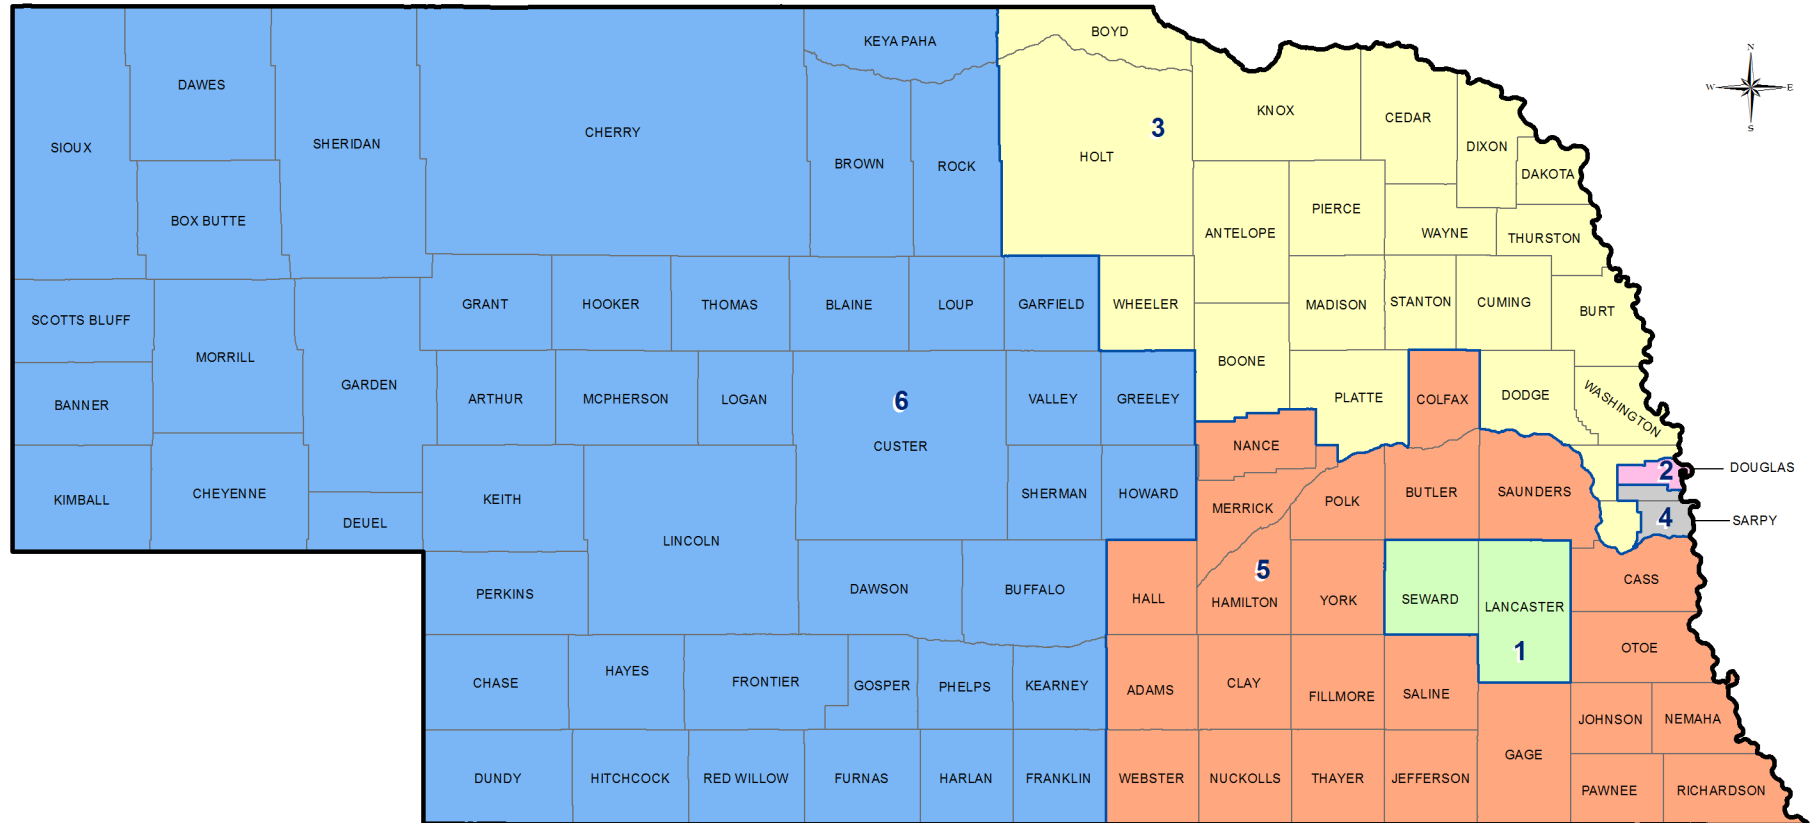 N
W
E
S
BOYD
KEYA PAHA
DAWES
KNOX
CEDAR
3
CHERRY
SHERIDAN
SIOUX
DIXON
HOLT
BROWN
ROCK
DAKOTA
PIERCE
BOX BUTTE
ANTELOPE
WAYNE
THURSTON
GRANT
HOOKER
THOMAS
BLAINE
LOUP
GARFIELD
WHEELER
MADISON
STANTON
CUMING
BURT
SCOTTS BLUFF
MORRILL
BOONE
GARDEN
BANNER
ARTHUR
MCPHERSON
LOGAN
6
VALLEY
GREELEY
PLATTE
COLFAX
DODGE
WASHINGTON
CUSTER
NANCE
2
DOUGLAS
KIMBALL
CHEYENNE
KEITH
SHERMAN
HOWARD
MERRICK
POLK
BUTLER
SAUNDERS
4
SARPY
DEUEL
LINCOLN
5
PERKINS
DAWSON
BUFFALO
HALL
HAMILTON
YORK
SEWARD
LANCASTER
CASS
1
OTOE
CHASE
HAYES
FRONTIER
GOSPER
PHELPS
KEARNEY
ADAMS
CLAY
FILLMORE
SALINE
JOHNSON
NEMAHA
GAGE
DUNDY
HITCHCOCK
RED WILLOW
FURNAS
HARLAN
FRANKLIN
WEBSTER
NUCKOLLS
THAYER
JEFFERSON
PAWNEE
RICHARDSON